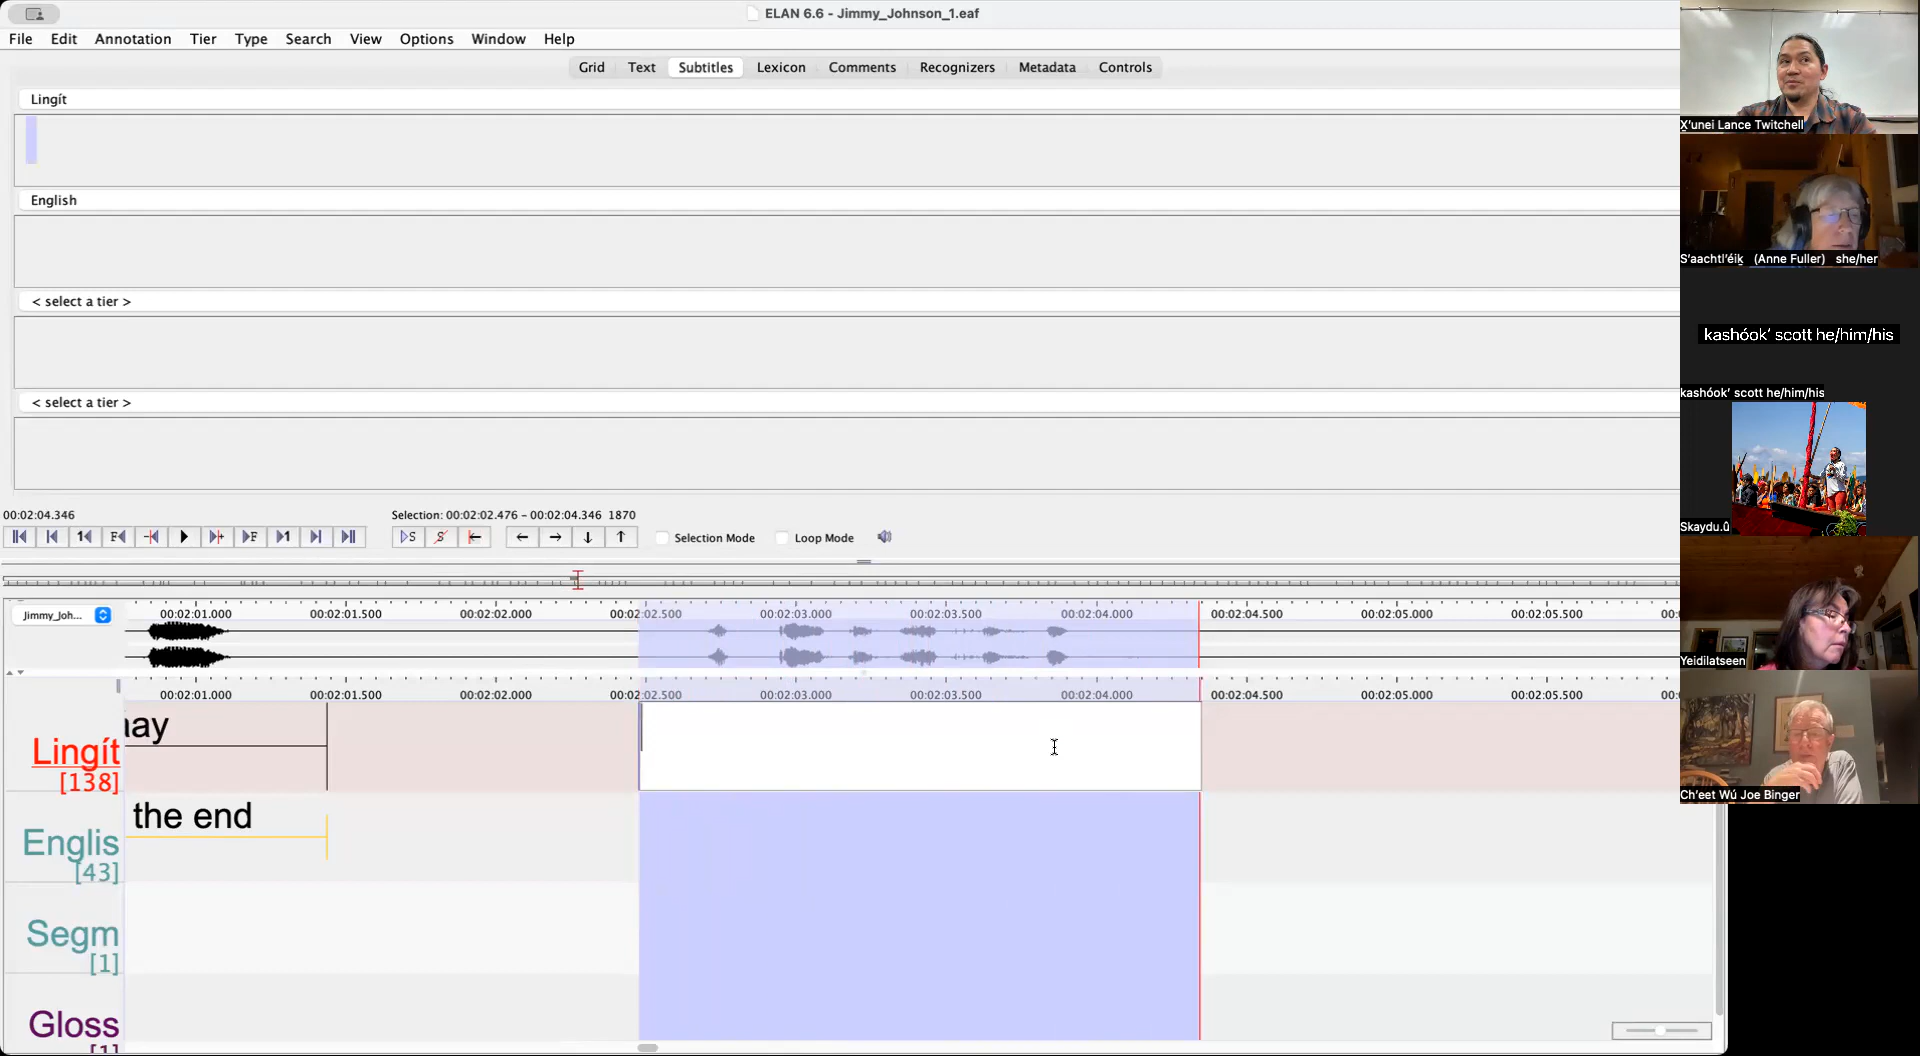 ELAN 6.6 - Jimmy_Johnson_1.eaf
File Edit Annotation Tier Type Search View Options Window Help
Grid Text Subtitles Lexicon Comments Recognizers Metadata Controls
Lingít
English
< select a tier >
< select a tier >
00:02:04.346
Selection: 00:02:02.476 - 00:02:04.346 1870
1 F F 1 S S Selection Mode Loop Mode
Jimmy_Joh...
00:02:01.000 00:02:01.500 00:02:02.000 00:02:02.500 00:02:03.000 00:02:03.500 00:02:04.000 00:02:04.500 00:02:05.000 00:02:05.500
00:02:01.000 00:02:01.500 00:02:02.000 00:02:02.500 00:02:03.000 00:02:03.500 00:02:04.000 00:02:04.500 00:02:05.000 00:02:05.500
Lingít
[138]
the end
Englis
[43]
Segm
[1]
Gloss
[1]
X̱ʼunei Lance Twitchell
Sʼaachtlʼéiḵ (Anne Fuller) she/her
kashóokʼ scott he/him/his
kashóokʼ scott he/him/his
Skaydu.û
Yeidilatseen
Chʼeet Wú Joe Binger